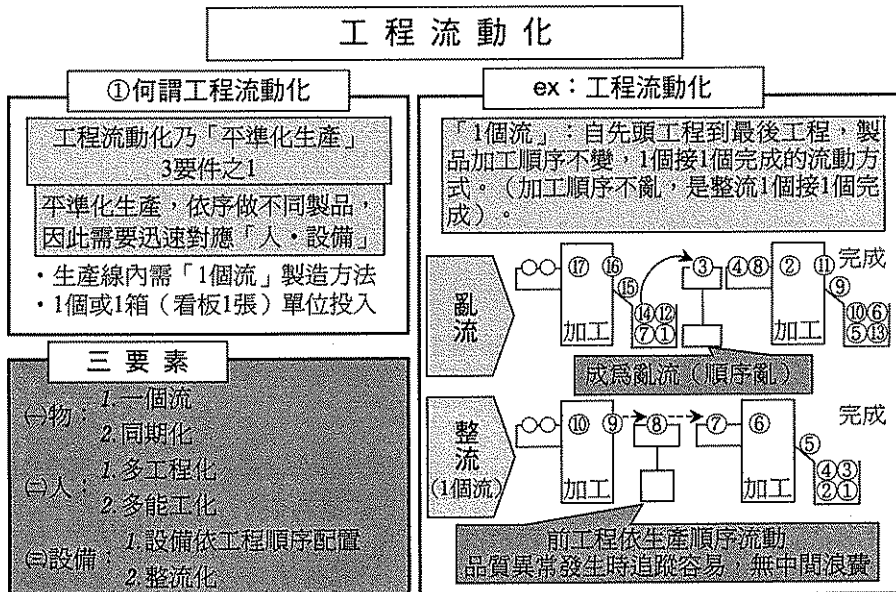 工程流動化
①何謂工程流動化
工程流動化乃「平準化生產」
3要件之1
平準化生產，依序做不同製品，
因此需要迅速對應「人・設備」
・生產線內需「1個流」製造方法
・1個或1箱（看板1張）單位投入
三要素
㈠物：1.一個流
2.同期化
㈡人：1.多工程化
2.多能工化
㈢設備：1.設備依工程順序配置
2.整流化
ex：工程流動化
「1個流」：自先頭工程到最後工程，製
品加工順序不變，1個接1個完成的流動方
式。（加工順序不亂，是整流1個接1個完
成）。
亂流
⑰ ⑯ ③ ④⑧ ② ⑪ 完成
⑮ ⑨
⑭⑫ ⑩⑥
⑦① ⑤⑬
加工 加工
成爲亂流（順序亂）
整流
(1個流)
⑩ ⑨ ⑧ ⑦ ⑥ 完成
⑤
④③
②①
加工 加工
前工程依生產順序流動
品質異常發生時追蹤容易，無中間浪費